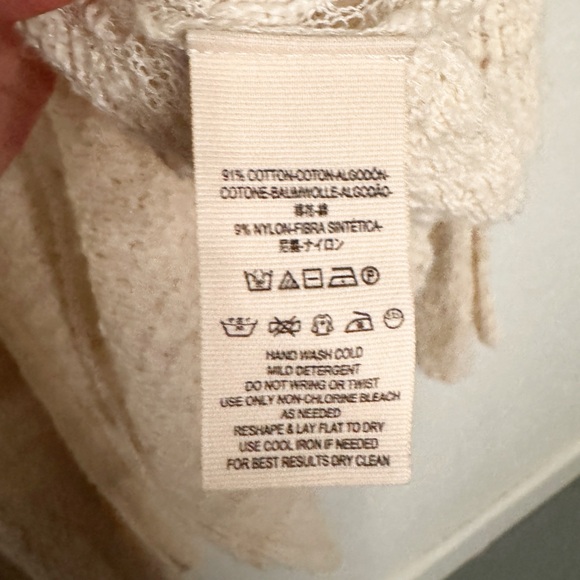 91% COTTON-COTON-ALGODÓN-
COTONE-BAUMWOLLE-ALGODÃO-
棉花-綿
9% NYLON-FIBRA SINTÉTICA-
尼龍-ナイロン
HAND WASH COLD
MILD DETERGENT
DO NOT WRING OR TWIST
USE ONLY NON-CHLORINE BLEACH
AS NEEDED
RESHAPE & LAY FLAT TO DRY
USE COOL IRON IF NEEDED
FOR BEST RESULTS DRY CLEAN